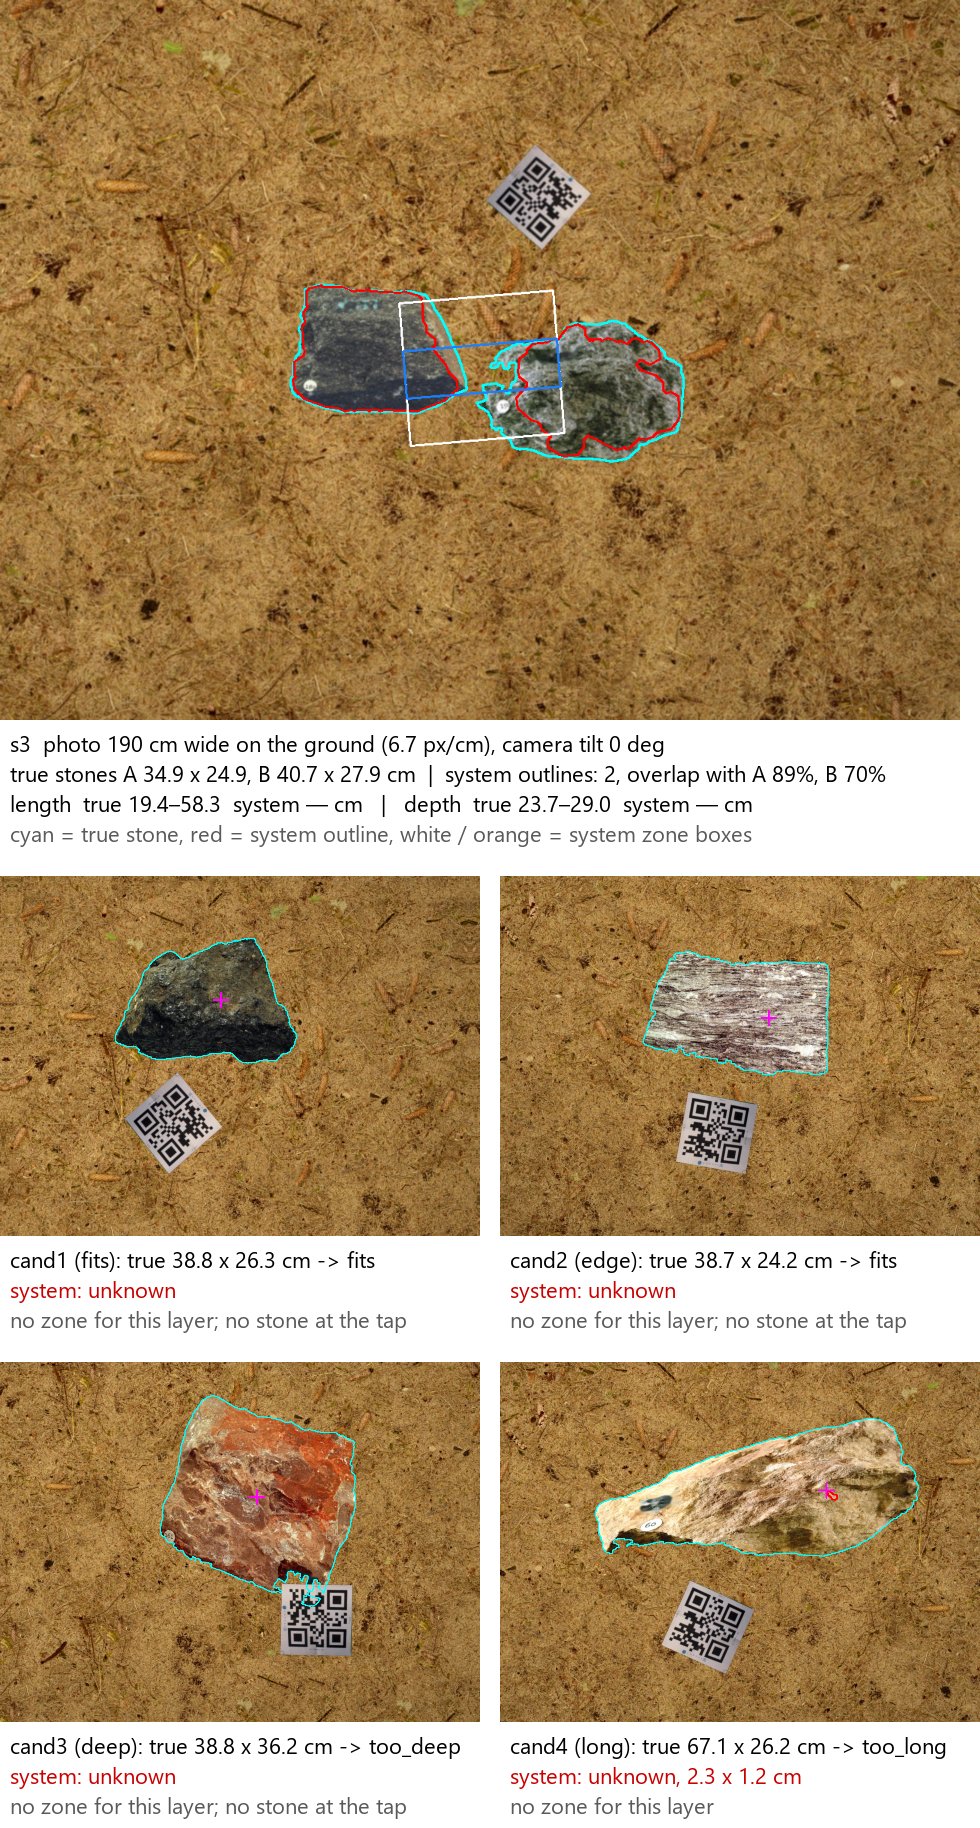 s3  photo 190 cm wide on the ground (6.7 px/cm), camera tilt 0 deg
true stones A 34.9 x 24.9, B 40.7 x 27.9 cm  |  system outlines: 2, overlap with A 89%, B 70%
length  true 19.4–58.3  system — cm   |   depth  true 23.7–29.0  system — cm
cyan = true stone, red = system outline, white / orange = system zone boxes
cand1 (fits): true 38.8 x 26.3 cm -> fits
system: unknown
no zone for this layer; no stone at the tap
cand2 (edge): true 38.7 x 24.2 cm -> fits
system: unknown
no zone for this layer; no stone at the tap
cand3 (deep): true 38.8 x 36.2 cm -> too_deep
system: unknown
no zone for this layer; no stone at the tap
cand4 (long): true 67.1 x 26.2 cm -> too_long
system: unknown, 2.3 x 1.2 cm
no zone for this layer